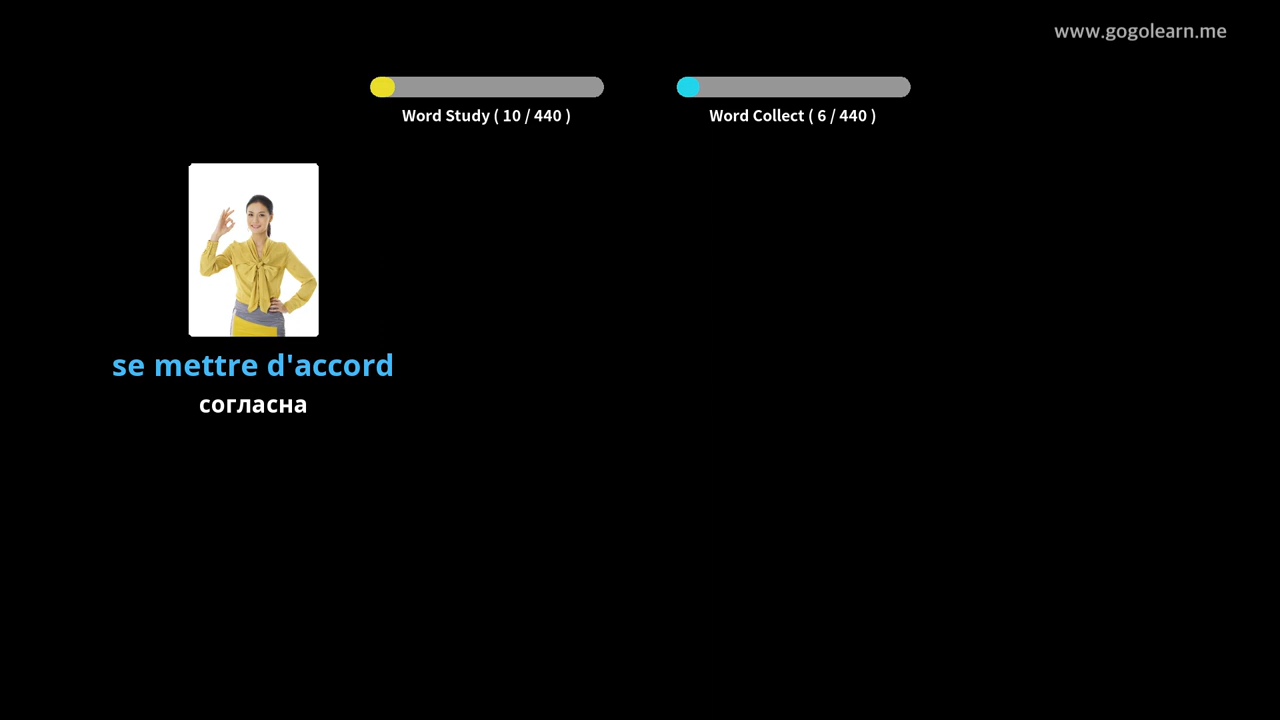 www.gogolearn.me
Word Study ( 10 / 440 )
Word Collect ( 6 / 440 )
se mettre d'accord
согласна